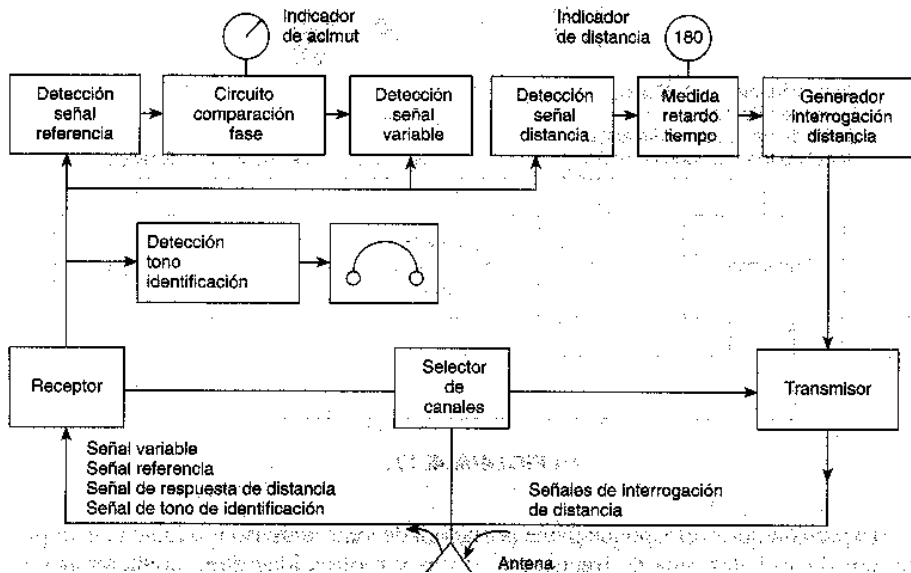 Indicador
de acimut
Indicador
de distancia
180
Detección
señal
referencia
Circuito
comparación
fase
Detección
señal
variable
Detección
señal
distancia
Medida
retardo
tiempo
Generador
interrogación
distancia
Detección
tono
identificación
Receptor
Selector
de
canales
Transmisor
Señal variable
Señal referencia
Señal de respuesta de distancia
Señal de tono de identificación
Señales de interrogación
de distancia
Antena